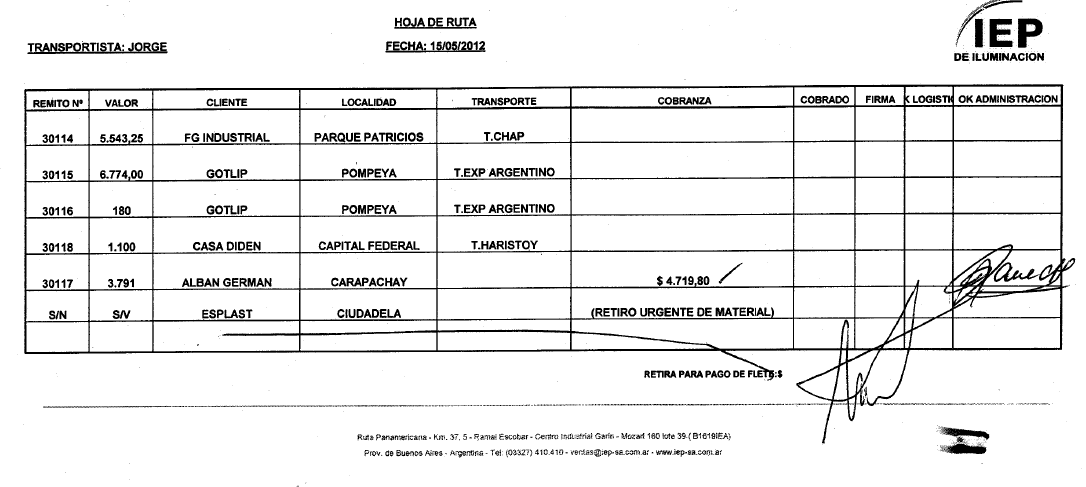 HOJA DE RUTA
IEP
DE ILUMINACION
TRANSPORTISTA: JORGE
FECHA: 15/05/2012
REMITO Nº VALOR CLIENTE LOCALIDAD TRANSPORTE COBRANZA COBRADO FIRMA K LOGISTI OK ADMINISTRACION
30114 5.543,25 FG INDUSTRIAL PARQUE PATRICIOS T.CHAP
30115 6.774,00 GOTLIP POMPEYA T.EXP ARGENTINO
30116 180 GOTLIP POMPEYA T.EXP ARGENTINO
30118 1.100 CASA DIDEN CAPITAL FEDERAL T.HARISTOY
30117 3.791 ALBAN GERMAN CARAPACHAY $ 4.719,80
S/N S/V ESPLAST CIUDADELA (RETIRO URGENTE DE MATERIAL)
RETIRA PARA PAGO DE FLETE:$
Ruta Panamericana - Km. 37, 5 - Ramal Escobar - Centro Industrial Garin - Mozart 160 lote 39 ( B1619IEA)
Prov. de Buenos Aires - Argentina - Tel: (03327) 410.410 - ventas@iep-sa.com.ar - www.iep-sa.com.ar